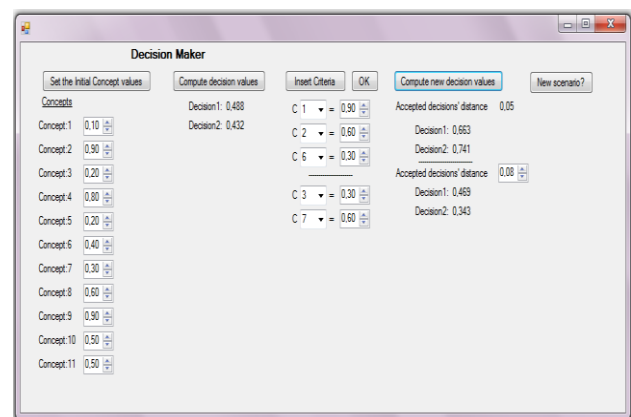 Decision Maker
Set the Initial Concept values
Compute decision values
Insert Criteria
OK
Compute new decision values
New scenario?
Concepts
Concept:1 0,10
Concept:2 0,90
Concept:3 0,20
Concept:4 0,80
Concept:5 0,20
Concept:6 0,40
Concept:7 0,30
Concept:8 0,60
Concept:9 0,90
Concept:10 0,50
Concept:11 0,50
Decision1: 0,488
Decision2: 0,432
C 1 = 0,90
C 2 = 0,60
C 6 = 0,30
C 3 = 0,30
C 7 = 0,60
Accepted decisions' distance 0,05
Decision1: 0,663
Decision2: 0,741
Accepted decisions' distance 0,08
Decision1: 0,469
Decision2: 0,343